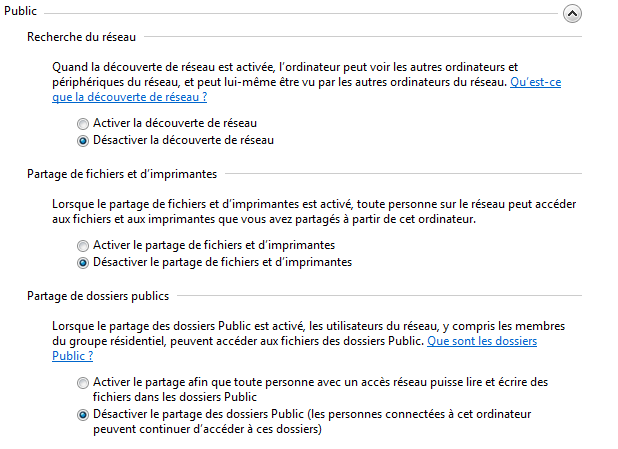 Public
Recherche du réseau
Quand la découverte de réseau est activée, l'ordinateur peut voir les autres ordinateurs et
périphériques du réseau, et peut lui-même être vu par les autres ordinateurs du réseau. Qu'est-ce
que la découverte de réseau ?
Activer la découverte de réseau
Désactiver la découverte de réseau
Partage de fichiers et d'imprimantes
Lorsque le partage de fichiers et d'imprimantes est activé, toute personne sur le réseau peut accéder
aux fichiers et aux imprimantes que vous avez partagés à partir de cet ordinateur.
Activer le partage de fichiers et d'imprimantes
Désactiver le partage de fichiers et d'imprimantes
Partage de dossiers publics
Lorsque le partage des dossiers Public est activé, les utilisateurs du réseau, y compris les membres
du groupe résidentiel, peuvent accéder aux fichiers des dossiers Public. Que sont les dossiers
Public ?
Activer le partage afin que toute personne avec un accès réseau puisse lire et écrire des
fichiers dans les dossiers Public
Désactiver le partage des dossiers Public (les personnes connectées à cet ordinateur
peuvent continuer d'accéder à ces dossiers)